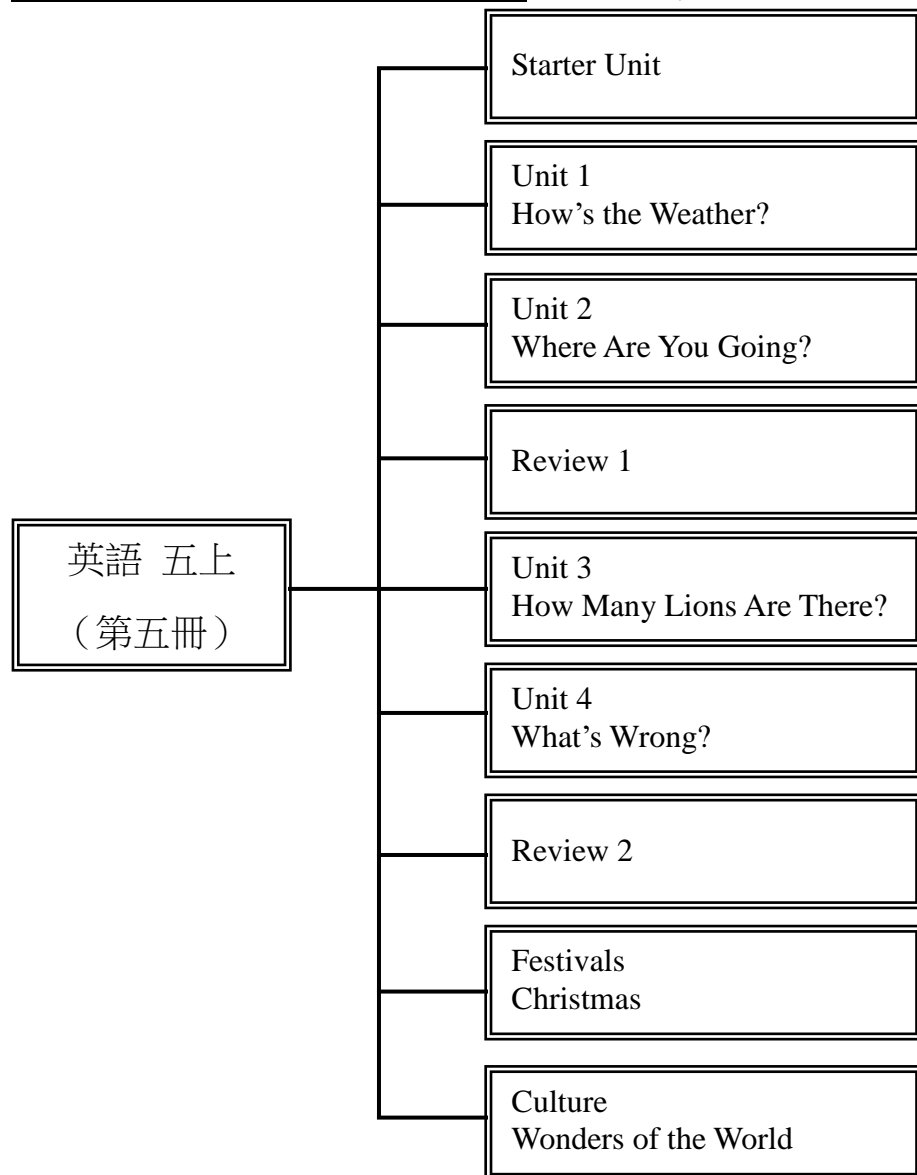 Starter Unit
Unit 1
How’s the Weather?
Unit 2
Where Are You Going?
Review 1
英語 五上
（第五冊）
Unit 3
How Many Lions Are There?
Unit 4
What’s Wrong?
Review 2
Festivals
Christmas
Culture
Wonders of the World